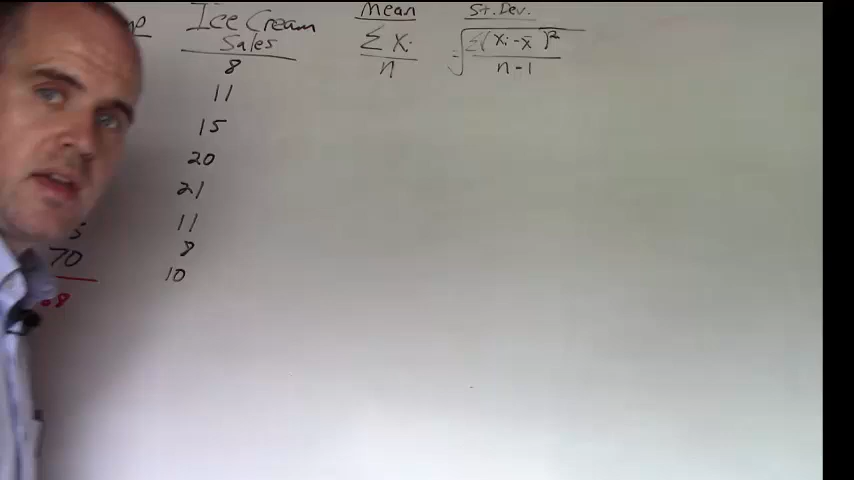 Ice Cream
Sales
8
11
15
20
21
11
8
10
70
Mean
Σ Xi
n
St. Dev.
√ Σ(Xi - x̄)²
n - 1